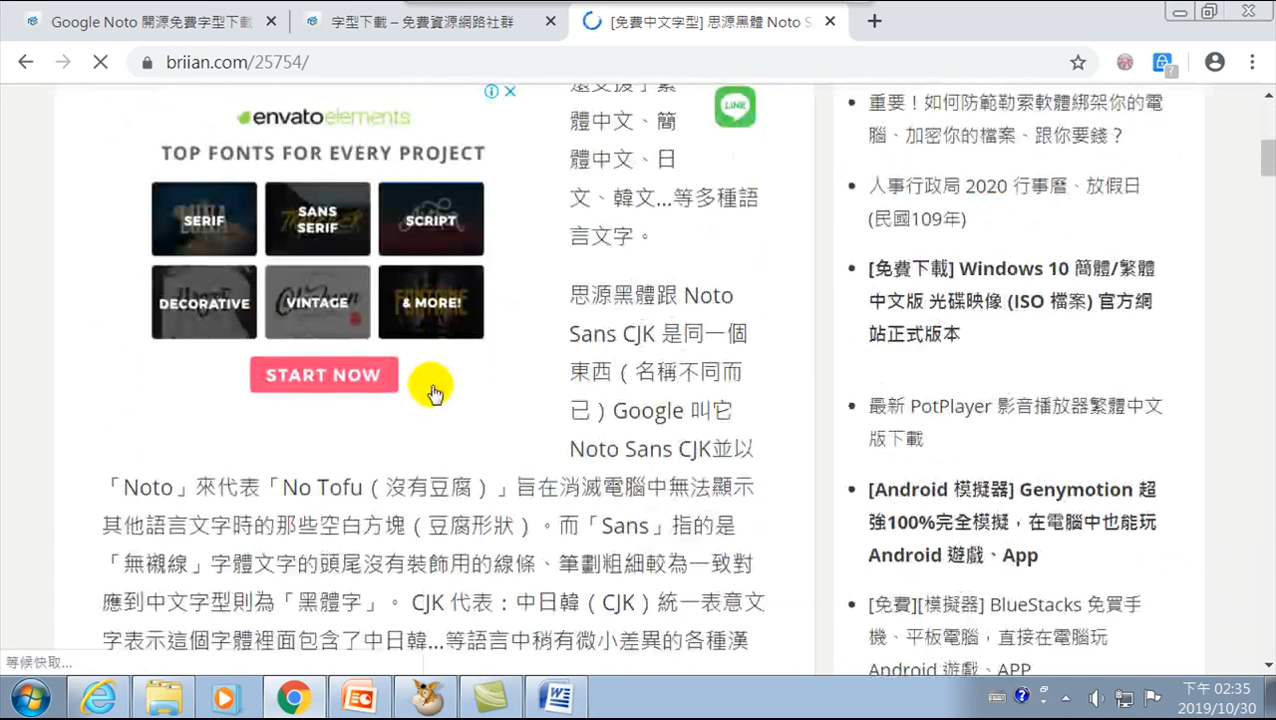 Google Noto 開源免費字型下載
字型下載 – 免費資源網路社群
[免費中文字型] 思源黑體 Noto S
briian.com/25754/
envatoelements
TOP FONTS FOR EVERY PROJECT
SERIF
SANS
SERIF
SCRIPT
DECORATIVE
VINTAGE
& MORE!
START NOW
LINE
體中文、簡
體中文、日
文、韓文...等多種語
言文字。
思源黑體跟 Noto
Sans CJK 是同一個
東西（名稱不同而
已）Google 叫它
Noto Sans CJK並以
「Noto」來代表「No Tofu（沒有豆腐）」旨在消滅電腦中無法顯示
其他語言文字時的那些空白方塊（豆腐形狀）。而「Sans」指的是
「無襯線」字體文字的頭尾沒有裝飾用的線條、筆劃粗細較為一致對
應到中文字型則為「黑體字」。 CJK 代表：中日韓（CJK）統一表意文
字表示這個字體裡面包含了中日韓...等語言中稍有微小差異的各種漢
重要！如何防範勒索軟體綁架你的電
腦、加密你的檔案、跟你要錢？
人事行政局 2020 行事曆、放假日
(民國109年)
[免費下載] Windows 10 簡體/繁體
中文版 光碟映像 (ISO 檔案) 官方網
站正式版本
最新 PotPlayer 影音播放器繁體中文
版下載
[Android 模擬器] Genymotion 超
強100%完全模擬，在電腦中也能玩
Android 遊戲、App
[免費][模擬器] BlueStacks 免買手
機、平板電腦，直接在電腦玩
Android 遊戲、APP
等候快取...
下午 02:35
2019/10/30